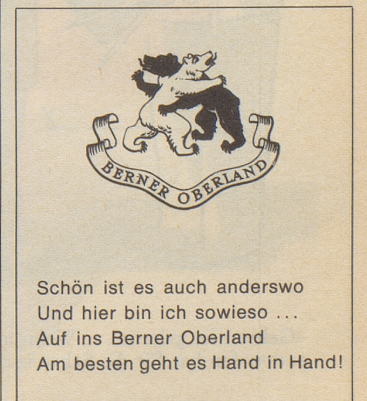 BERNER OBERLAND
Schön ist es auch anderswo
Und hier bin ich sowieso ...
Auf ins Berner Oberland
Am besten geht es Hand in Hand!